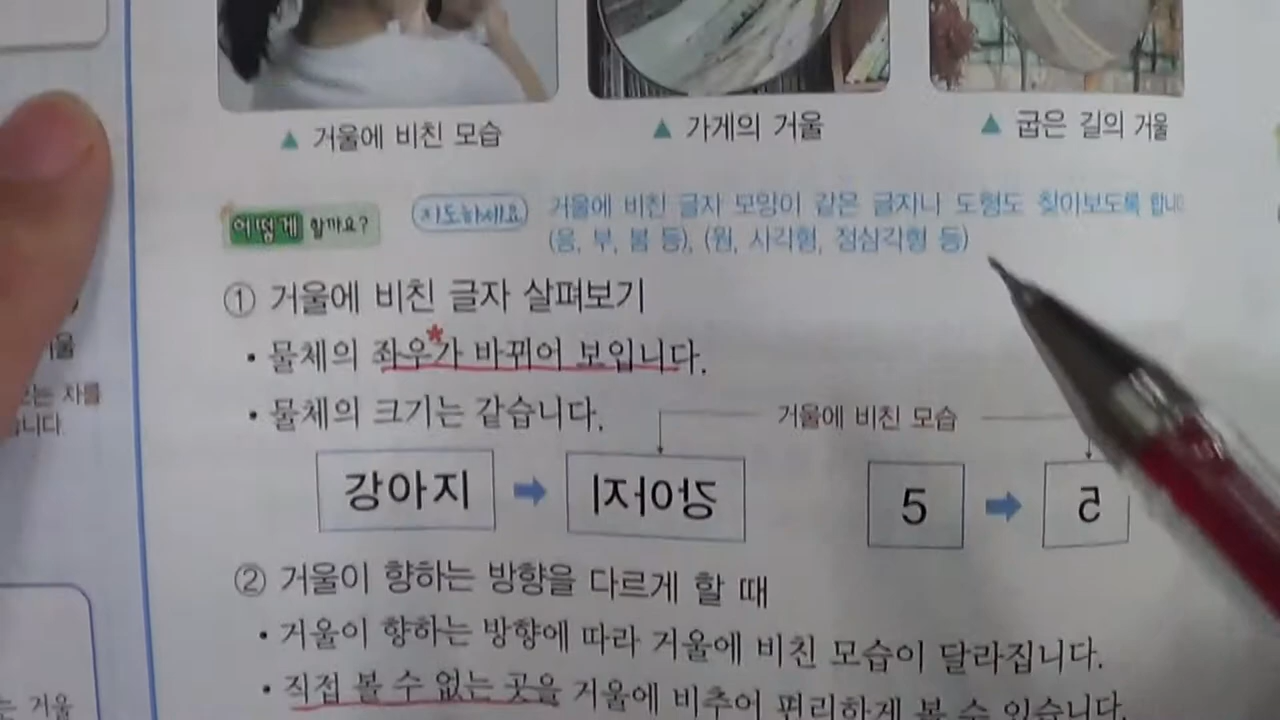 ▲ 거울에 비친 모습
▲ 가게의 거울
▲ 굽은 길의 거울
어떻게 할까요?
지도하세요 거울에 비친 글자 모양이 같은 글자나 도형도 찾아보도록 합니다
(응, 부, 봄 등), (원, 사각형, 정삼각형 등)
① 거울에 비친 글자 살펴보기
• 물체의 좌우가 바뀌어 보입니다.
*
• 물체의 크기는 같습니다.
거울에 비친 모습
강아지
5
② 거울이 향하는 방향을 다르게 할 때
• 거울이 향하는 방향에 따라 거울에 비친 모습이 달라집니다.
• 직접 볼 수 없는 곳을 거울에 비추어 편리하게 볼 수 있습니다.
자를
니다.
는 거울